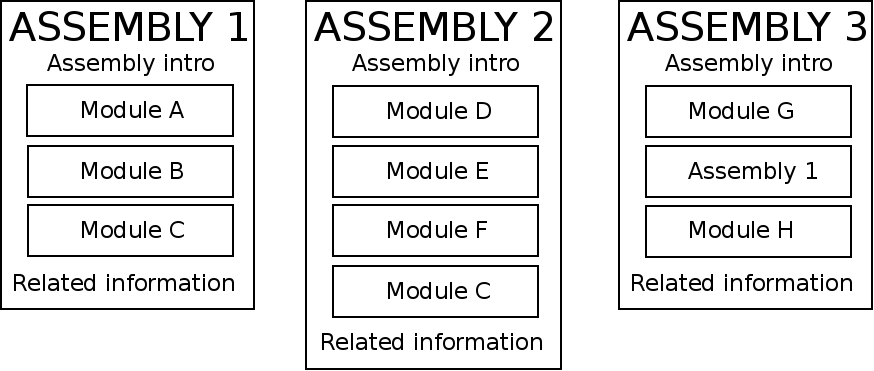 ASSEMBLY 1
Assembly intro
Module A
Module B
Module C
Related information
ASSEMBLY 2
Assembly intro
Module D
Module E
Module F
Module C
Related information
ASSEMBLY 3
Assembly intro
Module G
Assembly 1
Module H
Related information